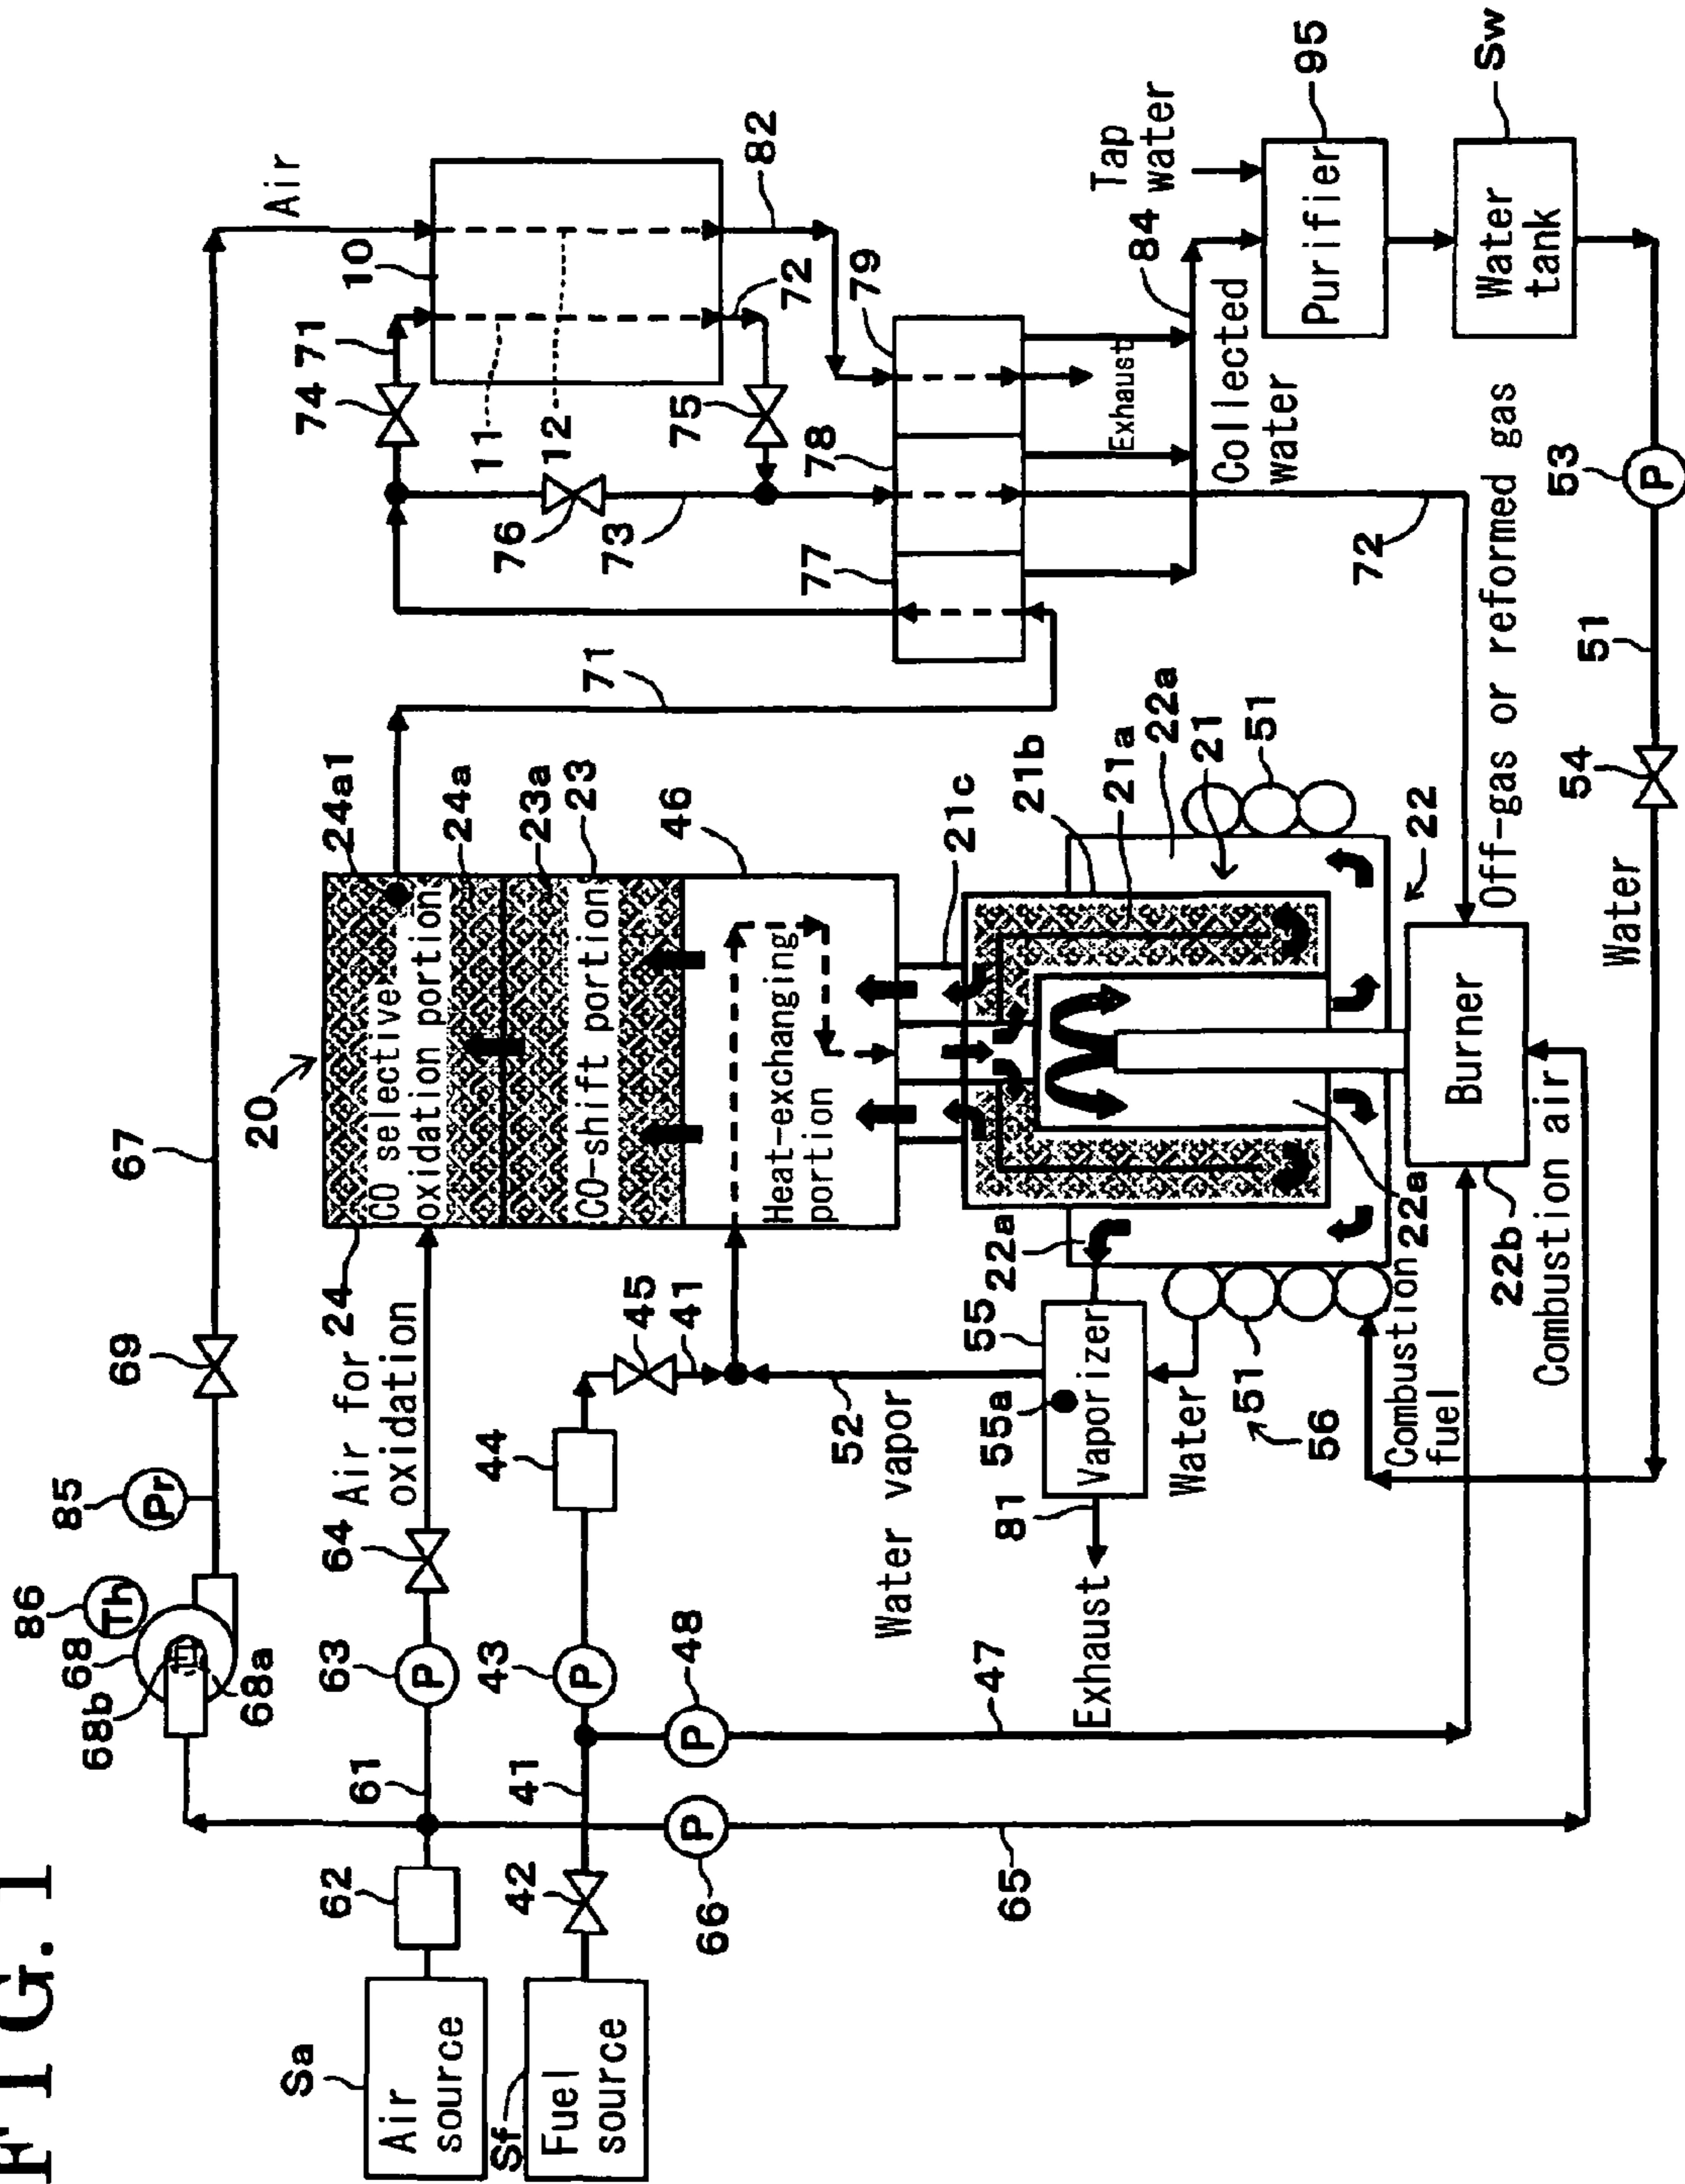 FIG. 1
86
Th
68
68b
68a
85
Pr
69
67
Air
Sa
Air
source
62
61
63
P
64
Air for
oxidation
24
20
CO selective
oxidation portion
24a1
24a
23a
CO-shift portion
23
46
Heat-exchanging
portion
71
74
71
10
11
12
76
73
75
72
82
77
78
79
Exhaust
84
Collected
water
Tap
water
Purifier
95
Water
tank
Sw
Sf
Fuel
source
42
41
43
P
44
45
41
66
P
65
48
P
47
52
Water vapor
Exhaust
81
55
Vaporizer
55a
Water
51
56
22a
21c
21b
21a
21
22a
51
22
22a
22b
Burner
Combustion
fuel
Combustion air
72
Off-gas or reformed gas
Water
54
51
53
P